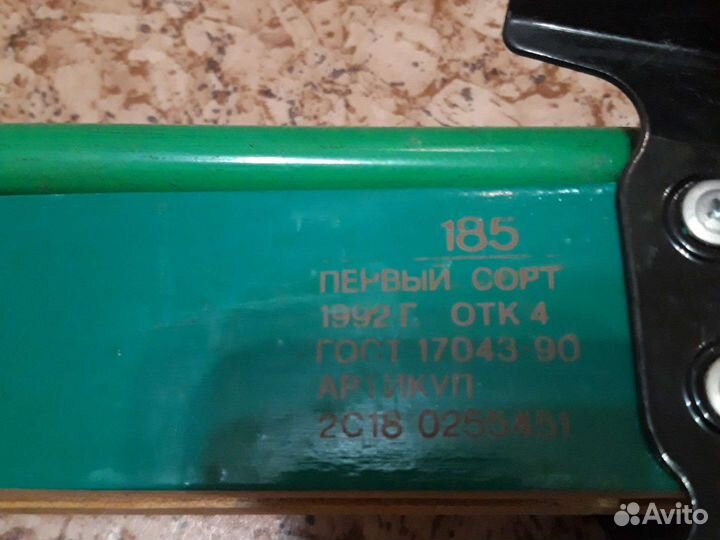 185
ПЕРВЫЙ СОРТ
1992 Г. ОТК 4
ГОСТ 17043-90
АРТИКУЛ
2С18 0255451
Avito